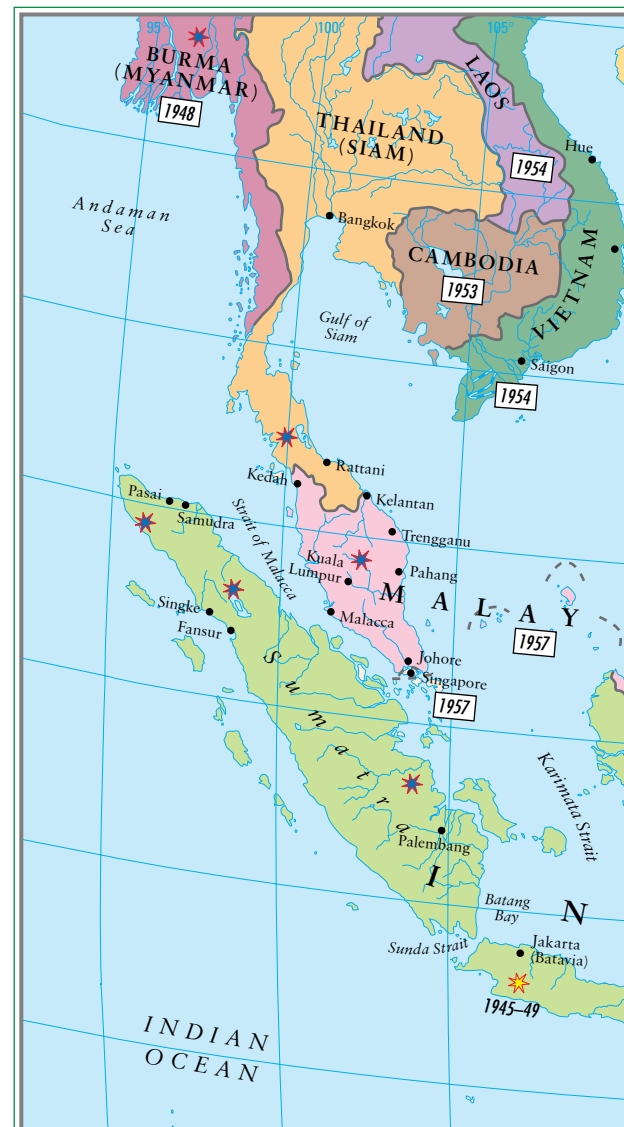 95°
100°
105°
BURMA
(MYANMAR)
1948
LAOS
THAILAND
(SIAM)
1954
Hue
Andaman
Sea
Bangkok
CAMBODIA
1953
VIETNAM
Gulf of
Siam
Saigon
1954
Rattani
Kedah
Kelantan
Pasai
Samudra
Strait of Malacca
Trengganu
Kuala
Lumpur
Pahang
MALAY
Singke
Malacca
1957
Fansur
Johore
Singapore
1957
Sumatra
Karimata Strait
Palembang
I N
Batang
Bay
Sunda Strait
Jakarta
(Batavia)
1945–49
INDIAN
OCEAN